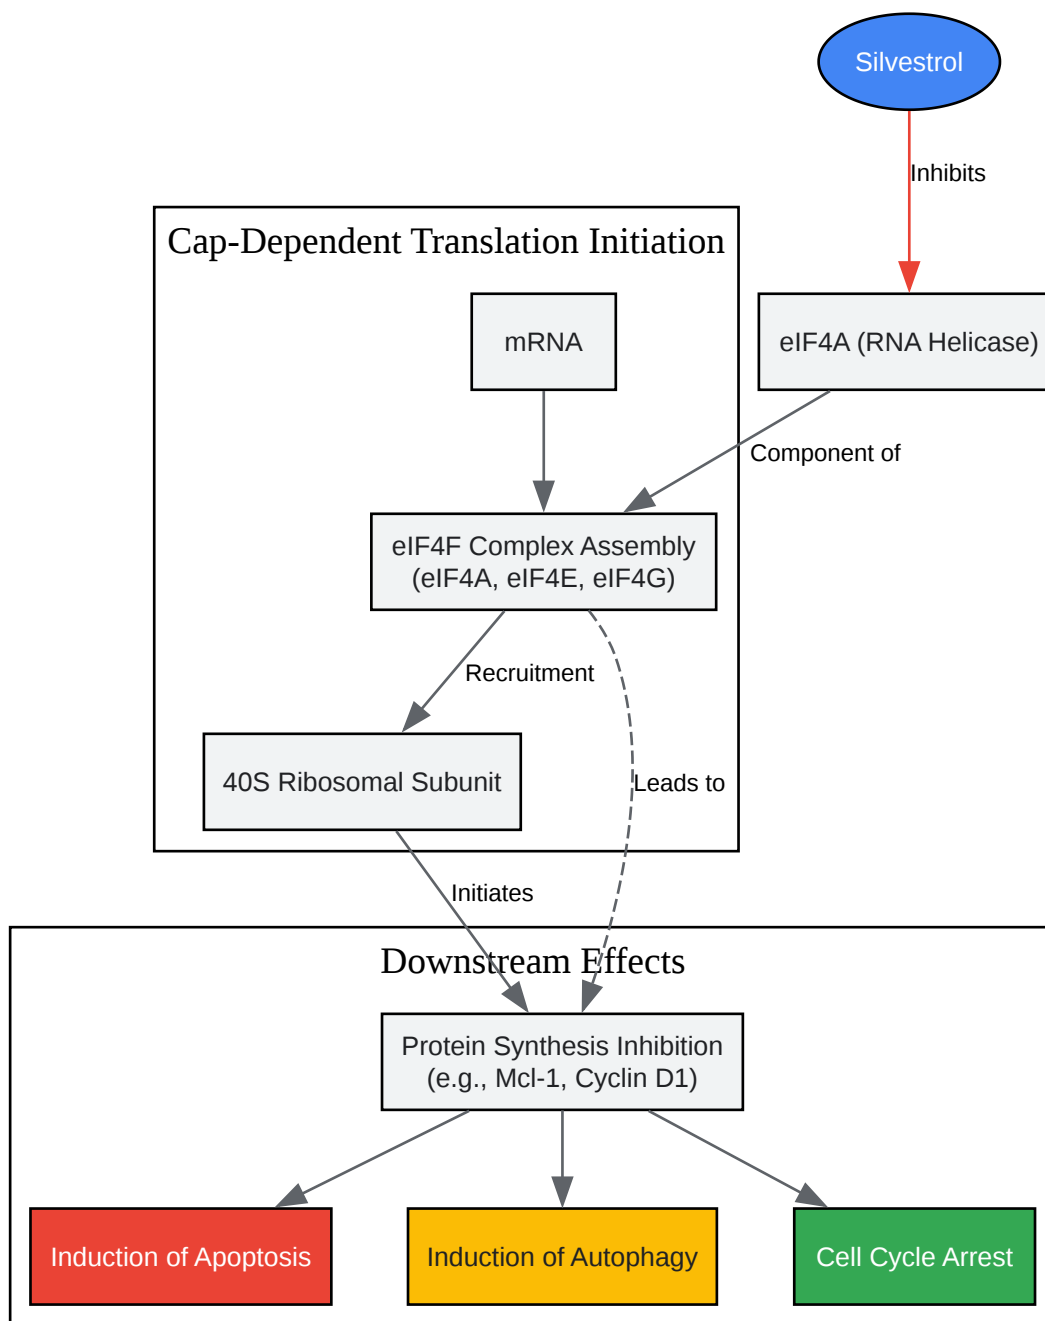 Silvestrol
Inhibits
Cap-Dependent Translation Initiation
mRNA
eIF4A (RNA Helicase)
Component of
eIF4F Complex Assembly
(eIF4A, eIF4E, eIF4G)
Recruitment
40S Ribosomal Subunit
Leads to
Initiates
Downstream Effects
Protein Synthesis Inhibition
(e.g., Mcl-1, Cyclin D1)
Induction of Apoptosis
Induction of Autophagy
Cell Cycle Arrest